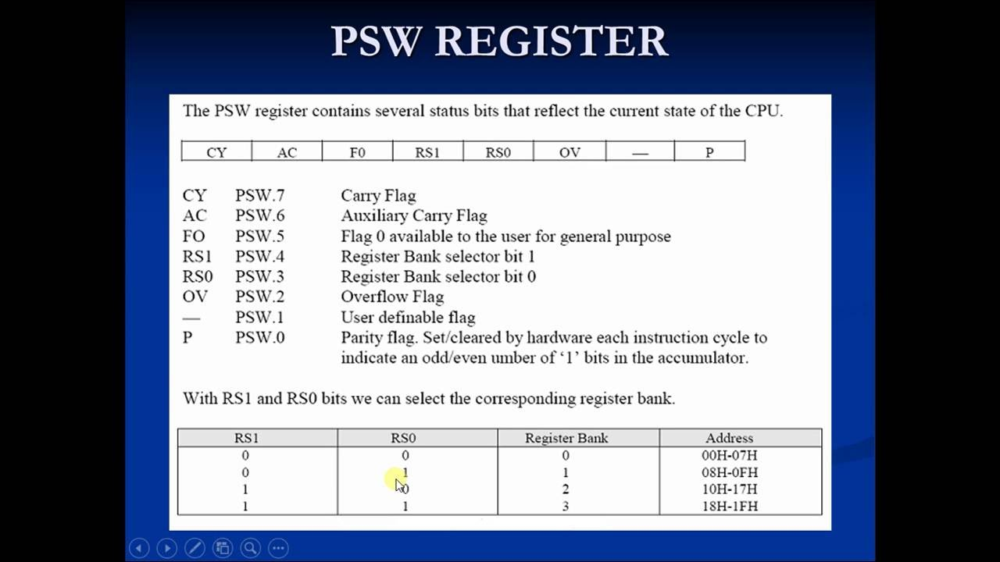 PSW REGISTER
The PSW register contains several status bits that reflect the current state of the CPU.
CY AC F0 RS1 RS0 OV — P
CY PSW.7 Carry Flag
AC PSW.6 Auxiliary Carry Flag
FO PSW.5 Flag 0 available to the user for general purpose
RS1 PSW.4 Register Bank selector bit 1
RS0 PSW.3 Register Bank selector bit 0
OV PSW.2 Overflow Flag
— PSW.1 User definable flag
P PSW.0 Parity flag. Set/cleared by hardware each instruction cycle to
indicate an odd/even umber of ‘1’ bits in the accumulator.
With RS1 and RS0 bits we can select the corresponding register bank.
RS1 RS0 Register Bank Address
0 0 0 00H-07H
0 1 1 08H-0FH
1 0 2 10H-17H
1 1 3 18H-1FH